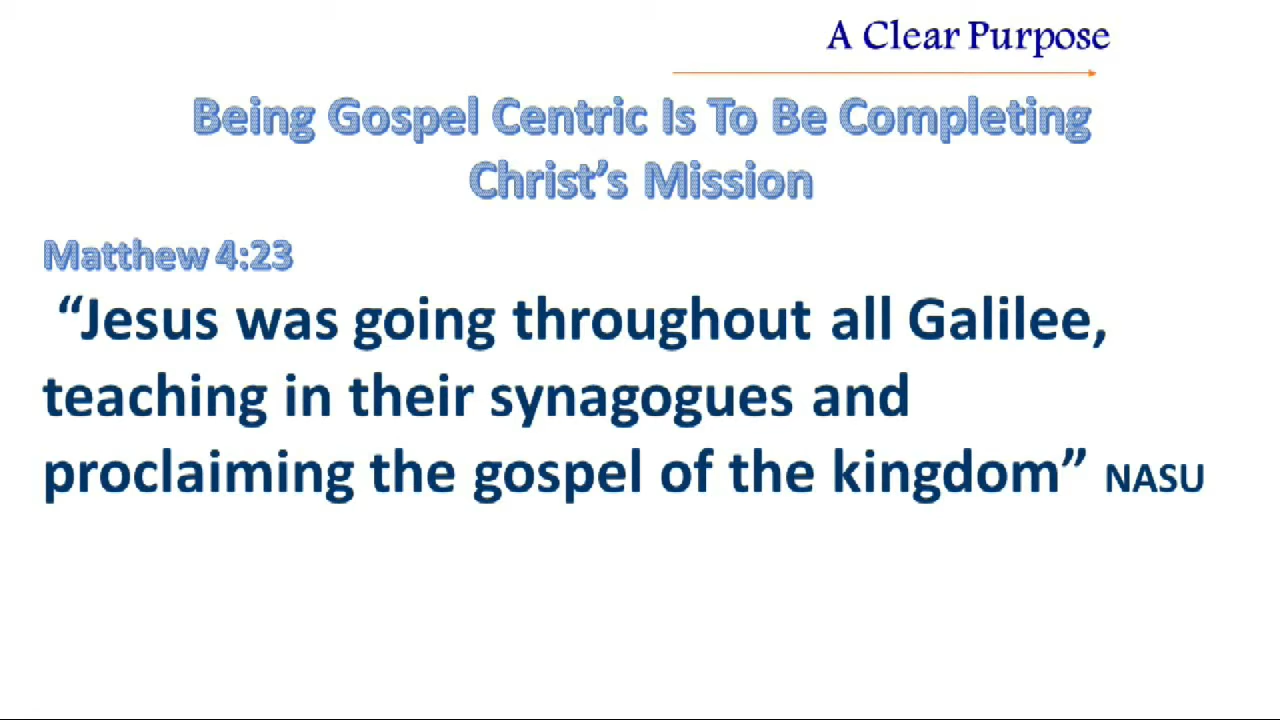 A Clear Purpose
Being Gospel Centric Is To Be Completing
Christ’s Mission
Matthew 4:23
“Jesus was going throughout all Galilee,
teaching in their synagogues and
proclaiming the gospel of the kingdom” NASU